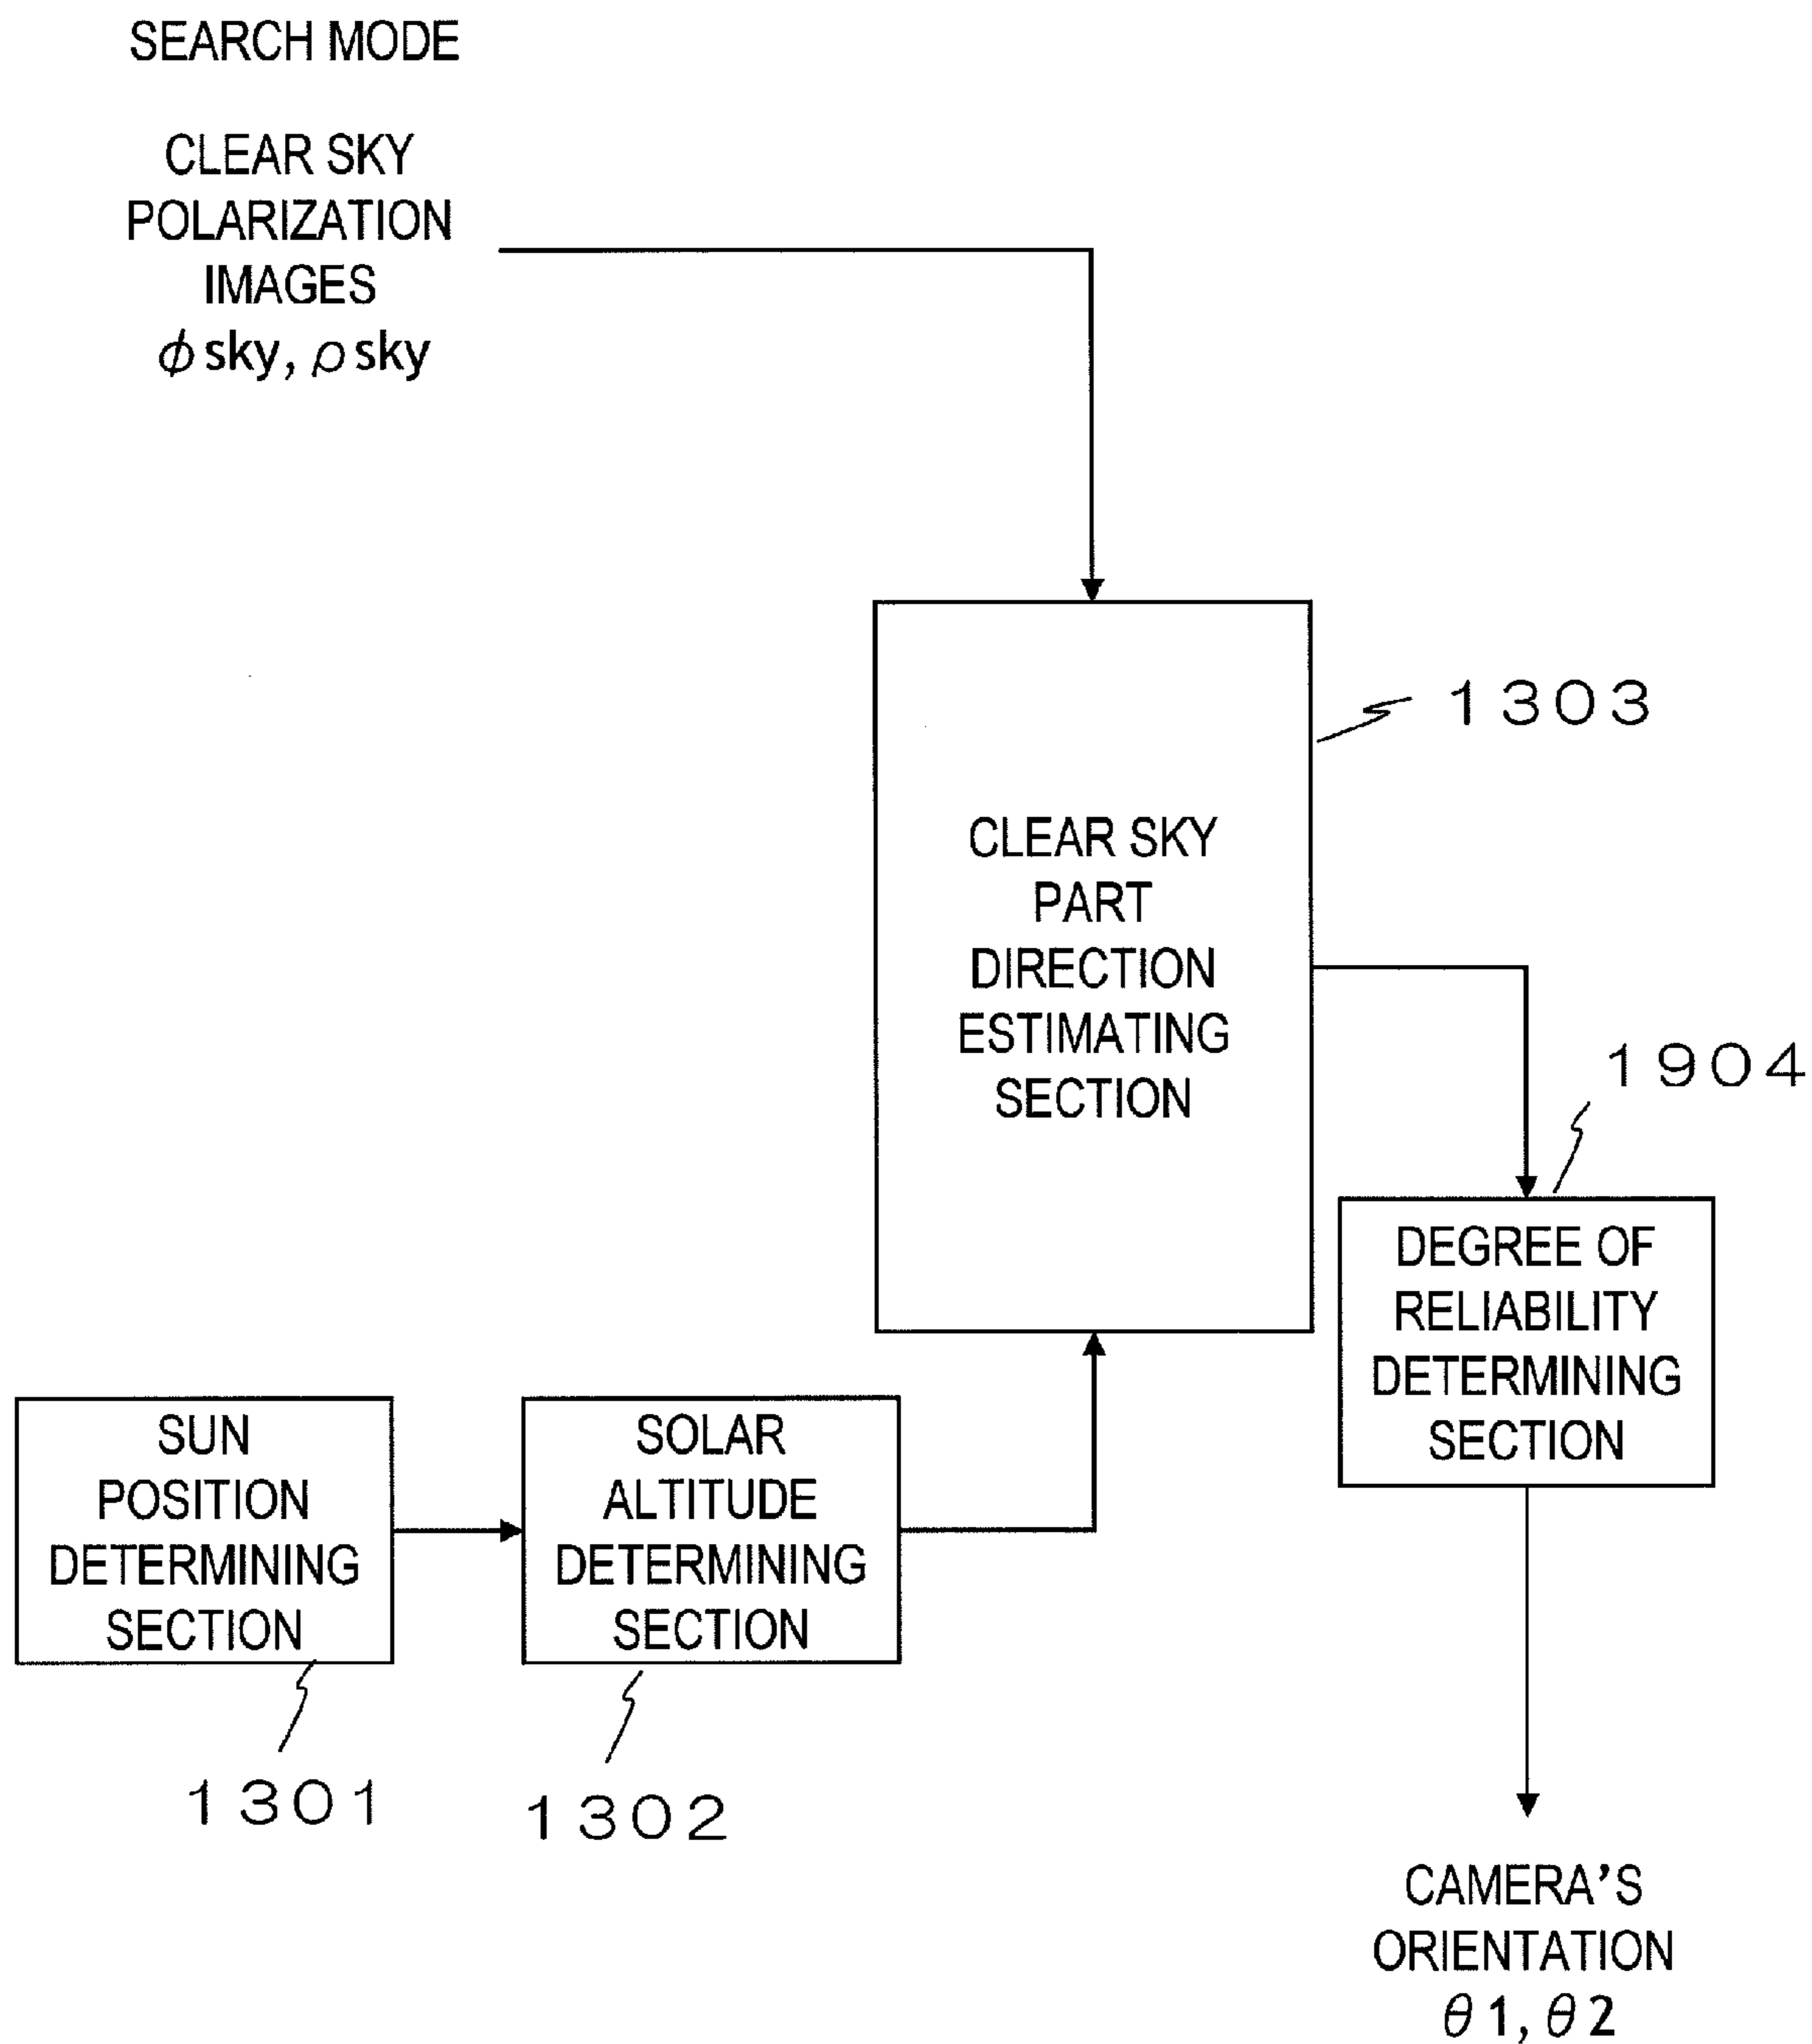 SEARCH MODE
CLEAR SKY
POLARIZATION
IMAGES
φsky, ρsky
1303
CLEAR SKY
PART
DIRECTION
ESTIMATING
SECTION
1904
DEGREE OF
RELIABILITY
DETERMINING
SECTION
SUN
POSITION
DETERMINING
SECTION
SOLAR
ALTITUDE
DETERMINING
SECTION
1301
1302
CAMERA'S
ORIENTATION
θ1, θ2